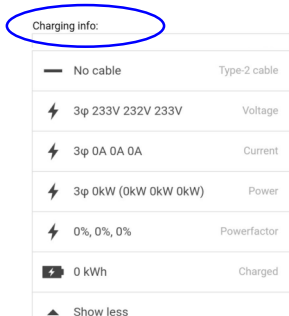 Charging info:
No cable Type-2 cable
3φ 233V 232V 233V Voltage
3φ 0A 0A 0A Current
3φ 0kW (0kW 0kW 0kW) Power
0%, 0%, 0% Powerfactor
0 kWh Charged
Show less